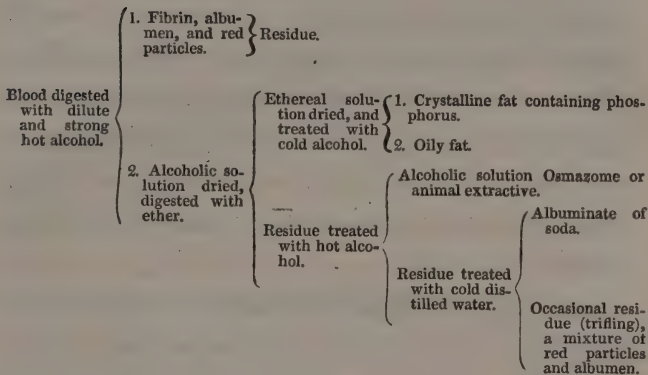 1. Fibrin, albu-
men, and red
particles.
Residue.
Blood digested
with dilute
and strong
hot alcohol.
2. Alcoholic so-
lution dried,
digested with
ether.
Ethereal solu-
tion dried, and
treated with
cold alcohol.
1. Crystalline fat containing phos-
phorus.
2. Oily fat.
Residue treated
with hot alco-
hol.
Alcoholic solution Osmazome or
animal extractive.
Residue treated
with cold dis-
tilled water.
Albuminate of
soda.
Occasional resi-
due (trifling),
a mixture of
red particles
and albumen.